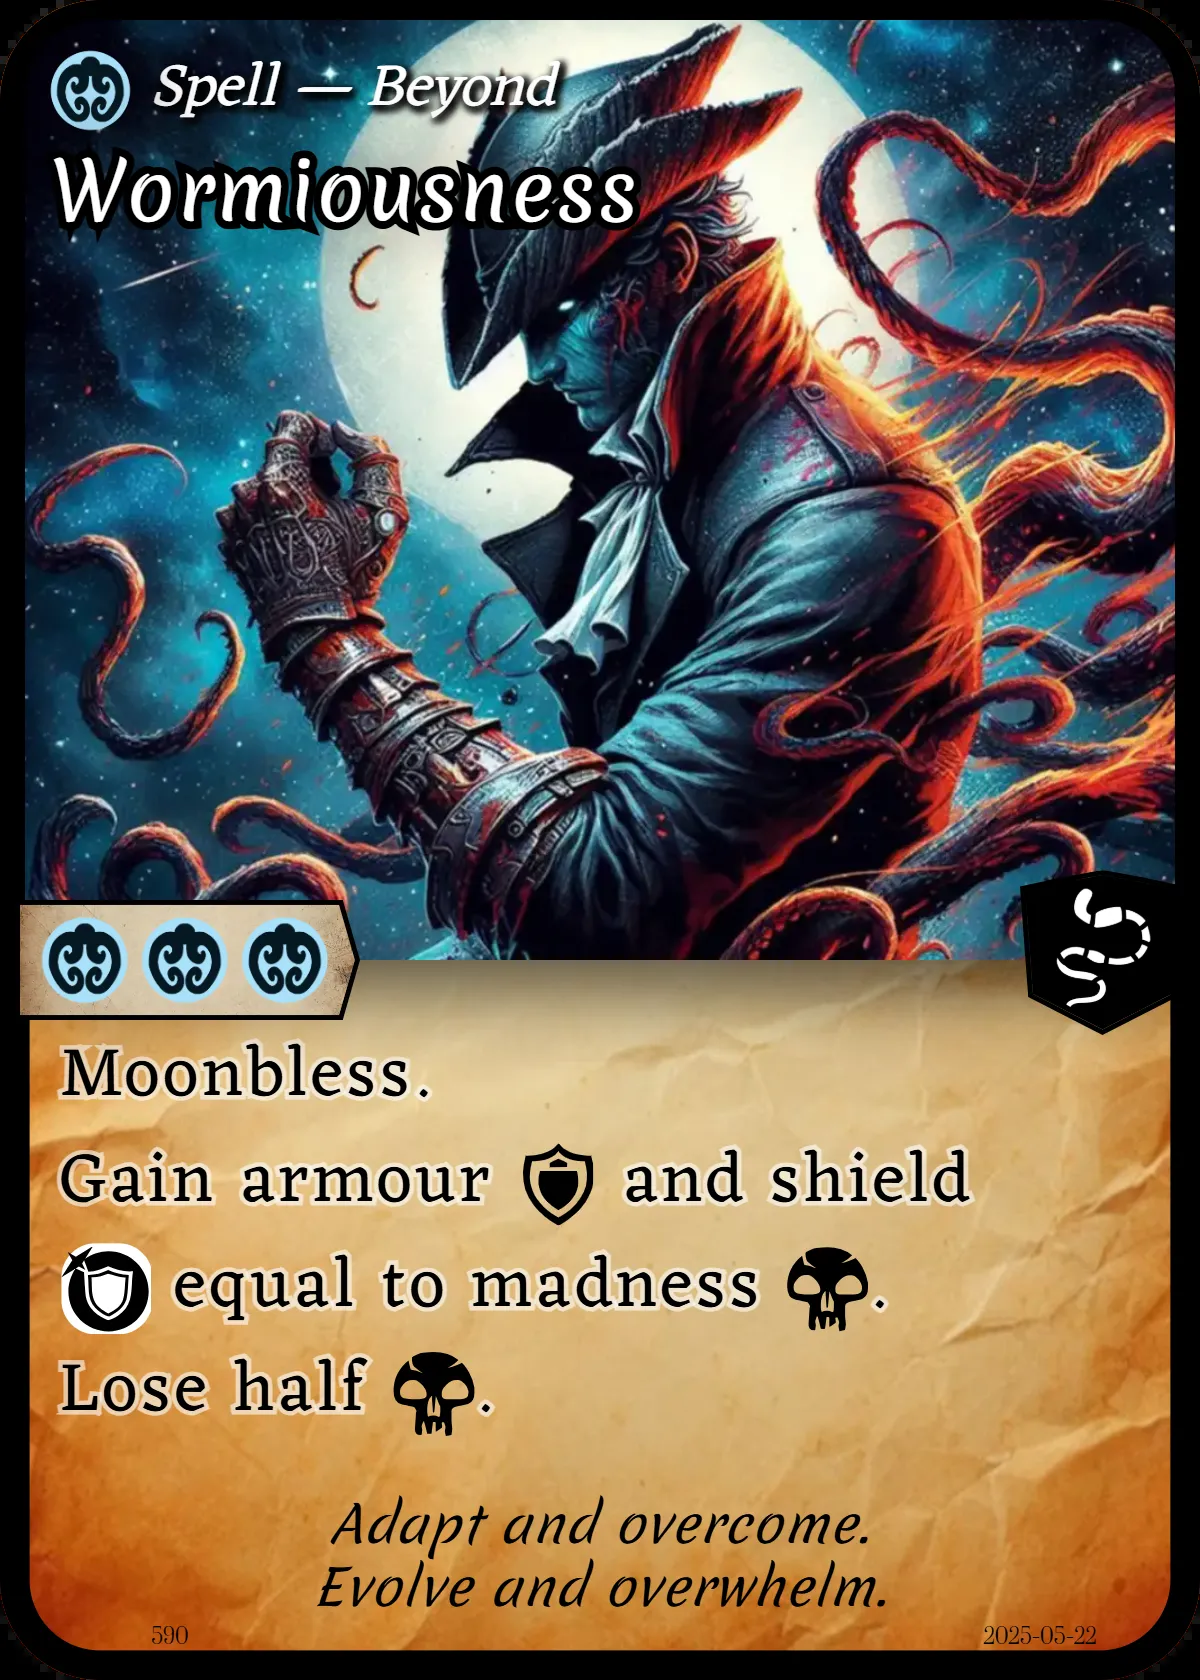 Spell — Beyond
Wormiousness
Moonbless.
Gain armour and shield
equal to madness .
Lose half .
Adapt and overcome.
Evolve and overwhelm.
590
2025-05-22